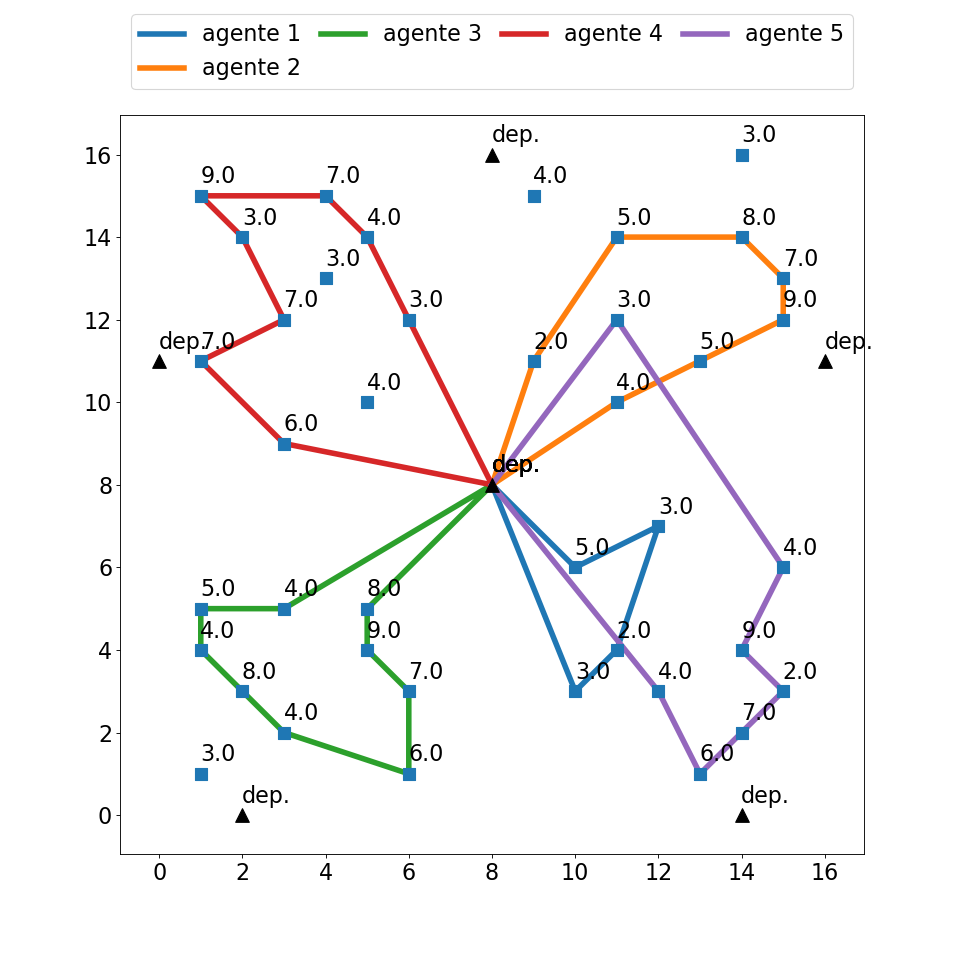 agente 1 agente 3 agente 4 agente 5
agente 2
dep. 3.0
16
9.0 7.0 4.0
3.0 4.0 5.0 8.0
14
3.0 7.0
7.0 3.0 3.0 9.0
12
dep. 7.0 2.0 5.0 dep.
4.0 4.0
10
6.0
dep. dep.
8
3.0
5.0 4.0
6
5.0 4.0 8.0
4.0 9.0 2.0 9.0
4
8.0 7.0 3.0 4.0 2.0
4.0 7.0
2
3.0 6.0 6.0
dep. dep.
0
0 2 4 6 8 10 12 14 16